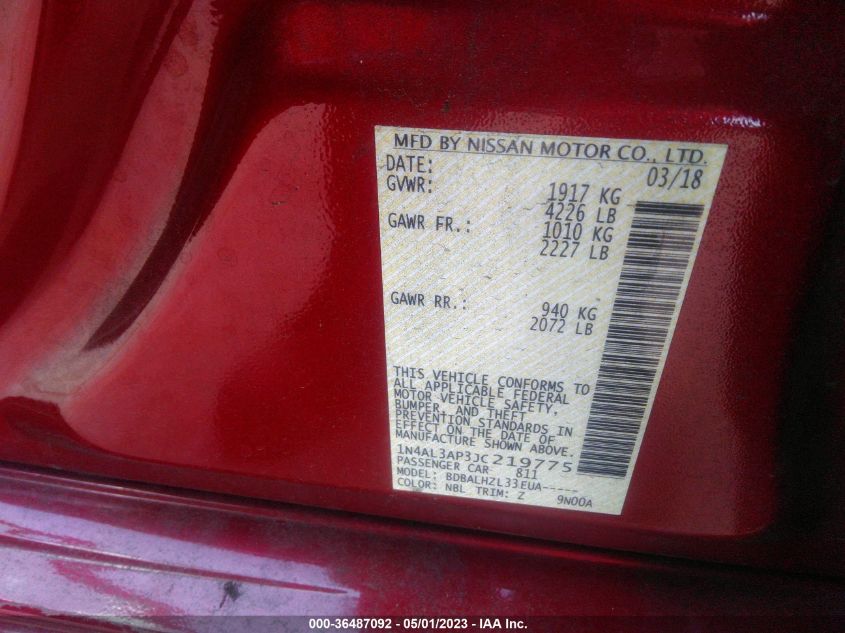 MFD BY NISSAN MOTOR CO., LTD.
DATE: 03/18
GVWR: 1917 KG
4226 LB
GAWR FR.: 1010 KG
2227 LB
GAWR RR.: 940 KG
2072 LB
THIS VEHICLE CONFORMS TO
ALL APPLICABLE FEDERAL
MOTOR VEHICLE SAFETY,
BUMPER, AND THEFT
PREVENTION STANDARDS IN
EFFECT ON THE DATE OF
MANUFACTURE SHOWN ABOVE.
1N4AL3AP3JC219775
PASSENGER CAR 811
MODEL: BDBALHZL33EUA-----
COLOR: NBL TRIM: Z 9N00A
000-36487092 - 05/01/2023 - IAA Inc.